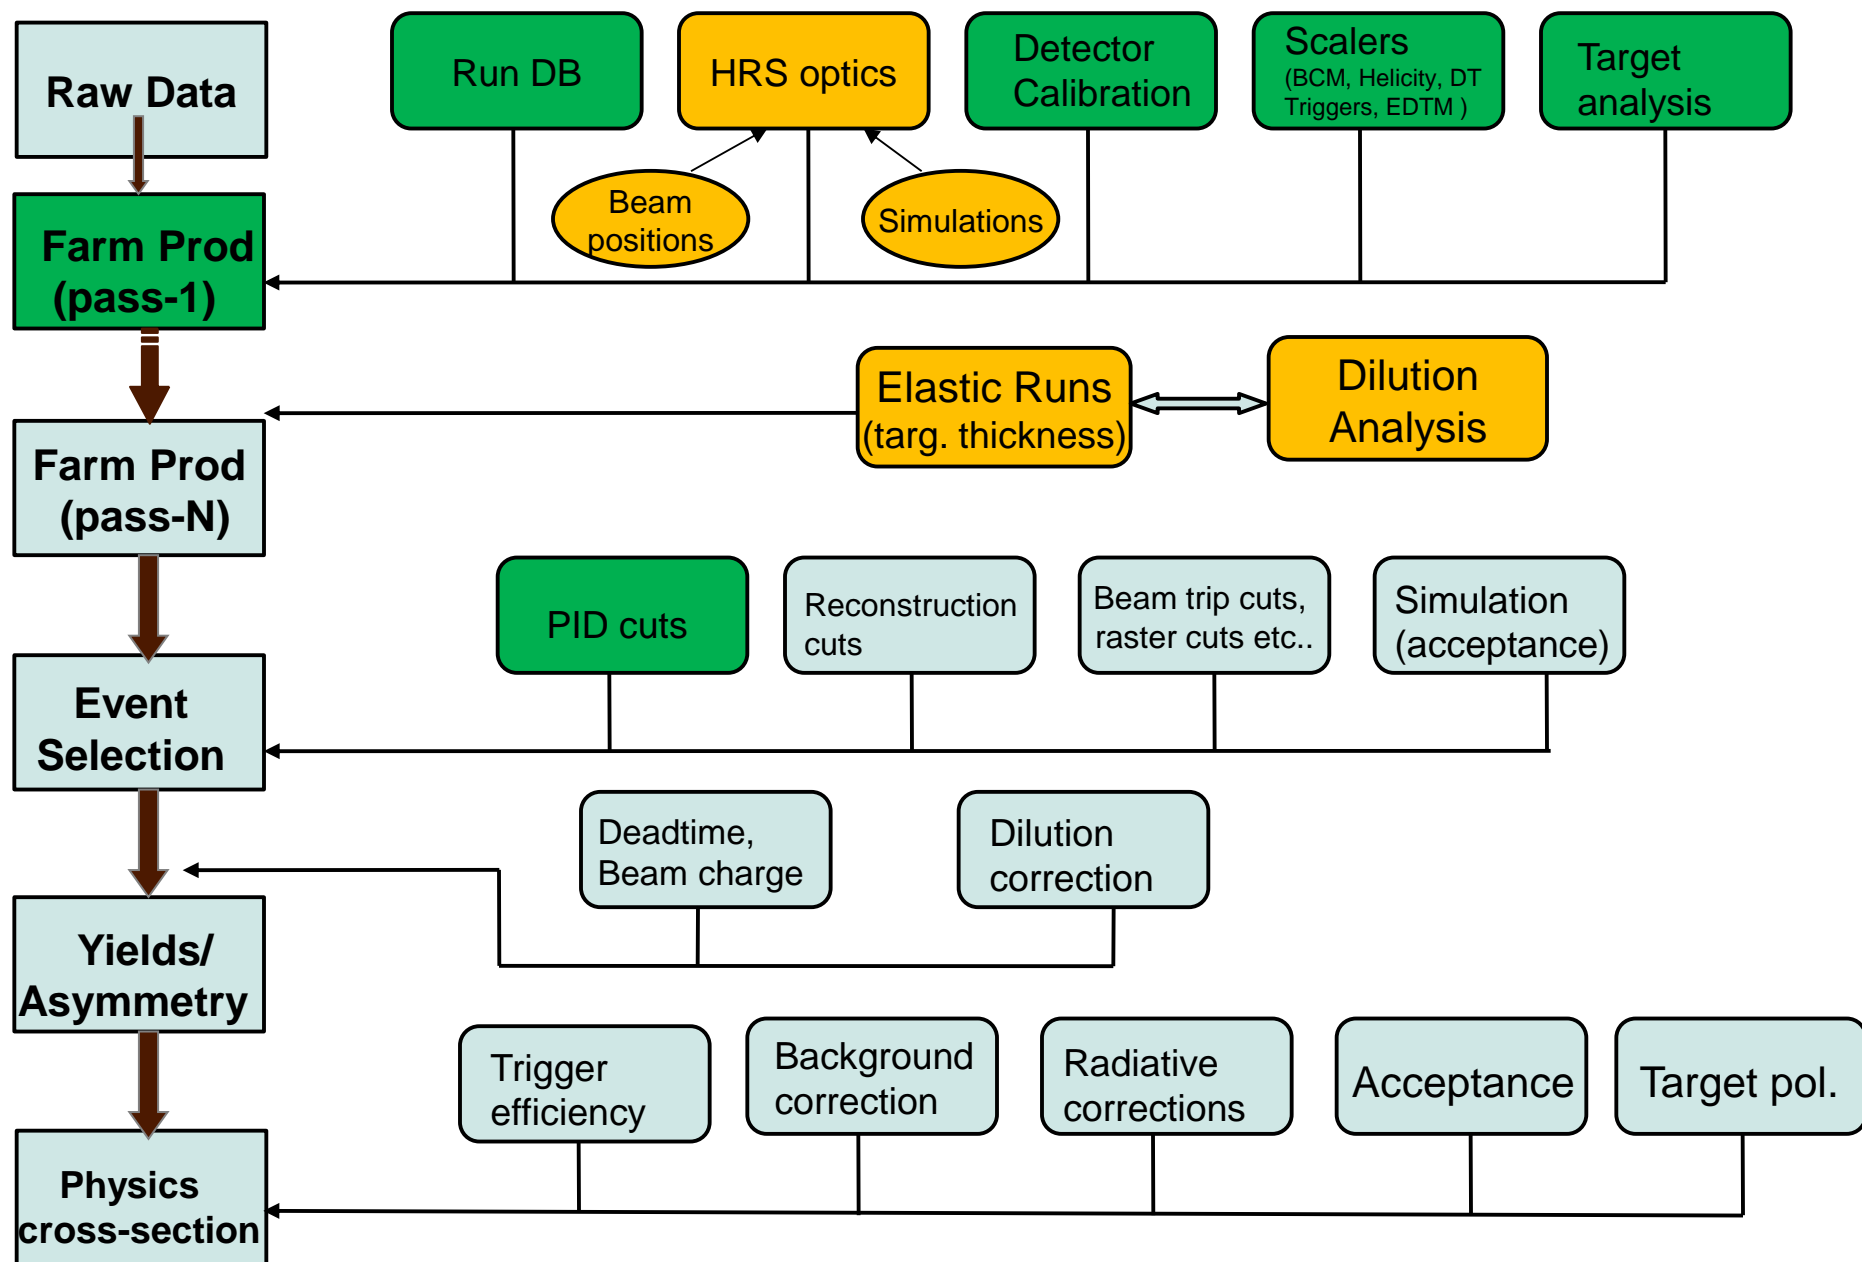 Raw Data
Run DB
HRS optics
Detector
Calibration
Scalers
(BCM, Helicity, DT
Triggers, EDTM )
Target
analysis
Beam
positions
Simulations
Farm Prod
(pass-1)
Elastic Runs
(targ. thickness)
Dilution
Analysis
Farm Prod
(pass-N)
PID cuts
Reconstruction
cuts
Beam trip cuts,
raster cuts etc..
Simulation
(acceptance)
Event
Selection
Deadtime,
Beam charge
Dilution
correction
Yields/
Asymmetry
Trigger
efficiency
Background
correction
Radiative
corrections
Acceptance
Target pol.
Physics
cross-section